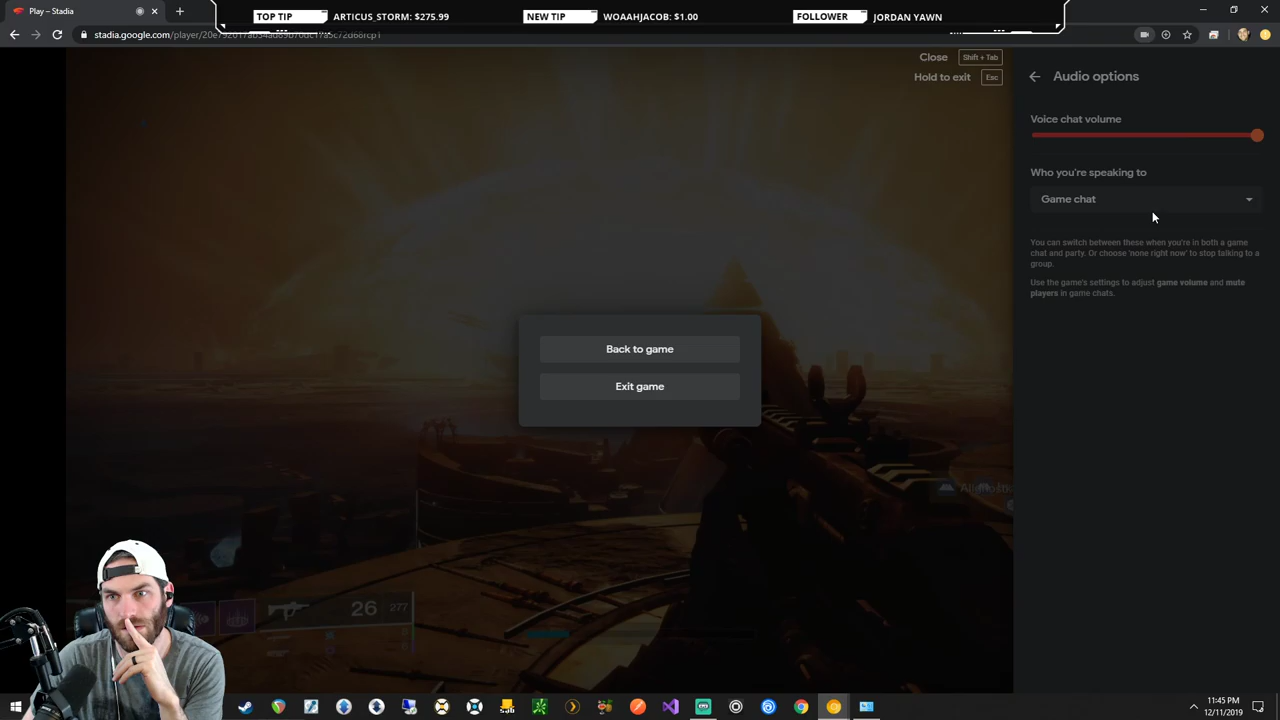 TOP TIP ARTICUS_STORM: $275.99 NEW TIP WOAAHJACOB: $1.00 FOLLOWER JORDAN YAWN
Play – Stadia
Close Shift + Tab
Hold to exit Esc
Audio options
Voice chat volume
Who you're speaking to
Game chat
You can switch between these when you're in both a game
chat and party. Or choose 'none right now' to stop talking to a
group.
Use the game's settings to adjust game volume and mute
players in game chats.
Back to game
Exit game
26 277
11:45 PM
12/11/2019